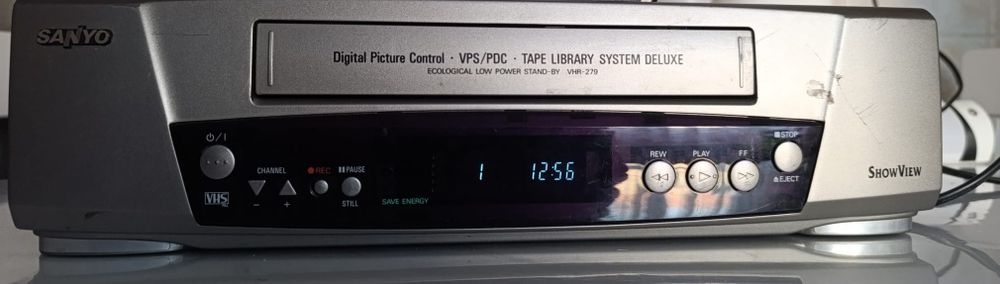 SANYO
Digital Picture Control · VPS/PDC · TAPE LIBRARY SYSTEM DELUXE
ECOLOGICAL LOW POWER STAND-BY VHR-279
⏻/I
CHANNEL
REC
PAUSE
STILL
− +
VHS
SAVE ENERGY
1 12:56
REW PLAY FF
STOP
EJECT
SHOWVIEW